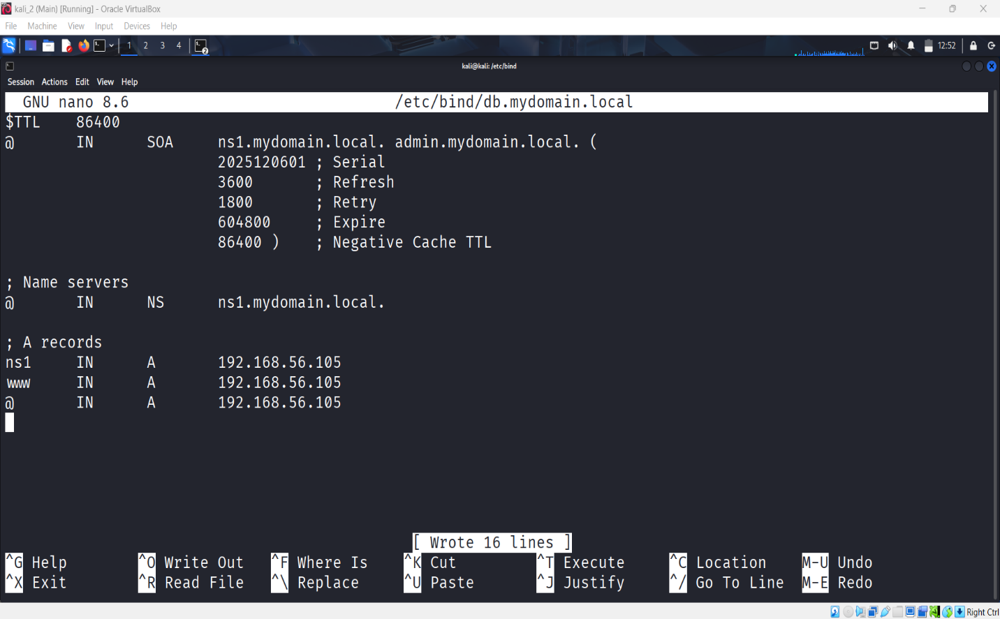 kali_2 (Main) [Running] - Oracle VirtualBox
File Machine View Input Devices Help
1 2 3 4 2 12:52
kali@kali: /etc/bind
Session Actions Edit View Help
GNU nano 8.6 /etc/bind/db.mydomain.local
$TTL 86400
@ IN SOA ns1.mydomain.local. admin.mydomain.local. (
2025120601 ; Serial
3600 ; Refresh
1800 ; Retry
604800 ; Expire
86400 ) ; Negative Cache TTL
; Name servers
@ IN NS ns1.mydomain.local.
; A records
ns1 IN A 192.168.56.105
www IN A 192.168.56.105
@ IN A 192.168.56.105
[ Wrote 16 lines ]
^G Help ^O Write Out ^F Where Is ^K Cut ^T Execute ^C Location M-U Undo
^X Exit ^R Read File ^\ Replace ^U Paste ^J Justify ^/ Go To Line M-E Redo
Right Ctrl